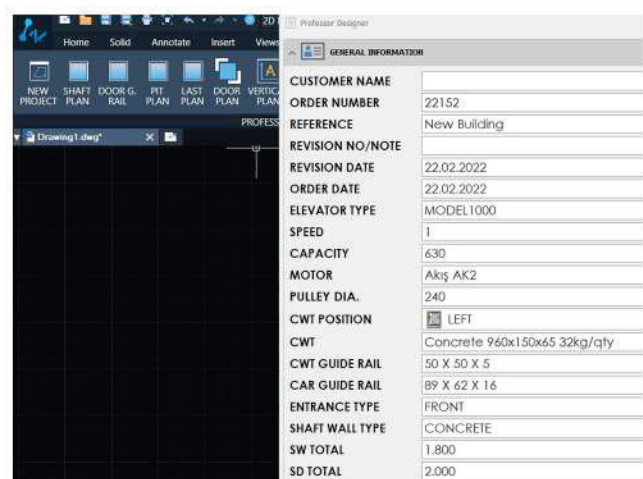 2D
Home Solid Annotate Insert Views
NEW PROJECT
SHAFT PLAN
DOOR G. RAIL
PIT PLAN
LAST PLAN
DOOR PLAN
Drawing1.dwg*
Professor Designer
GENERAL INFORMATION
CUSTOMER NAME
ORDER NUMBER 22152
REFERENCE New Building
REVISION NO/NOTE
REVISION DATE 22.02.2022
ORDER DATE 22.02.2022
ELEVATOR TYPE MODEL1000
SPEED 1
CAPACITY 630
MOTOR Akış AK2
PULLEY DIA. 240
CWT POSITION LEFT
CWT Concrete 960x150x65 32kg/qty
CWT GUIDE RAIL 50 X 50 X 5
CAR GUIDE RAIL 89 X 62 X 16
ENTRANCE TYPE FRONT
SHAFT WALL TYPE CONCRETE
SW TOTAL 1.800
SD TOTAL 2.000